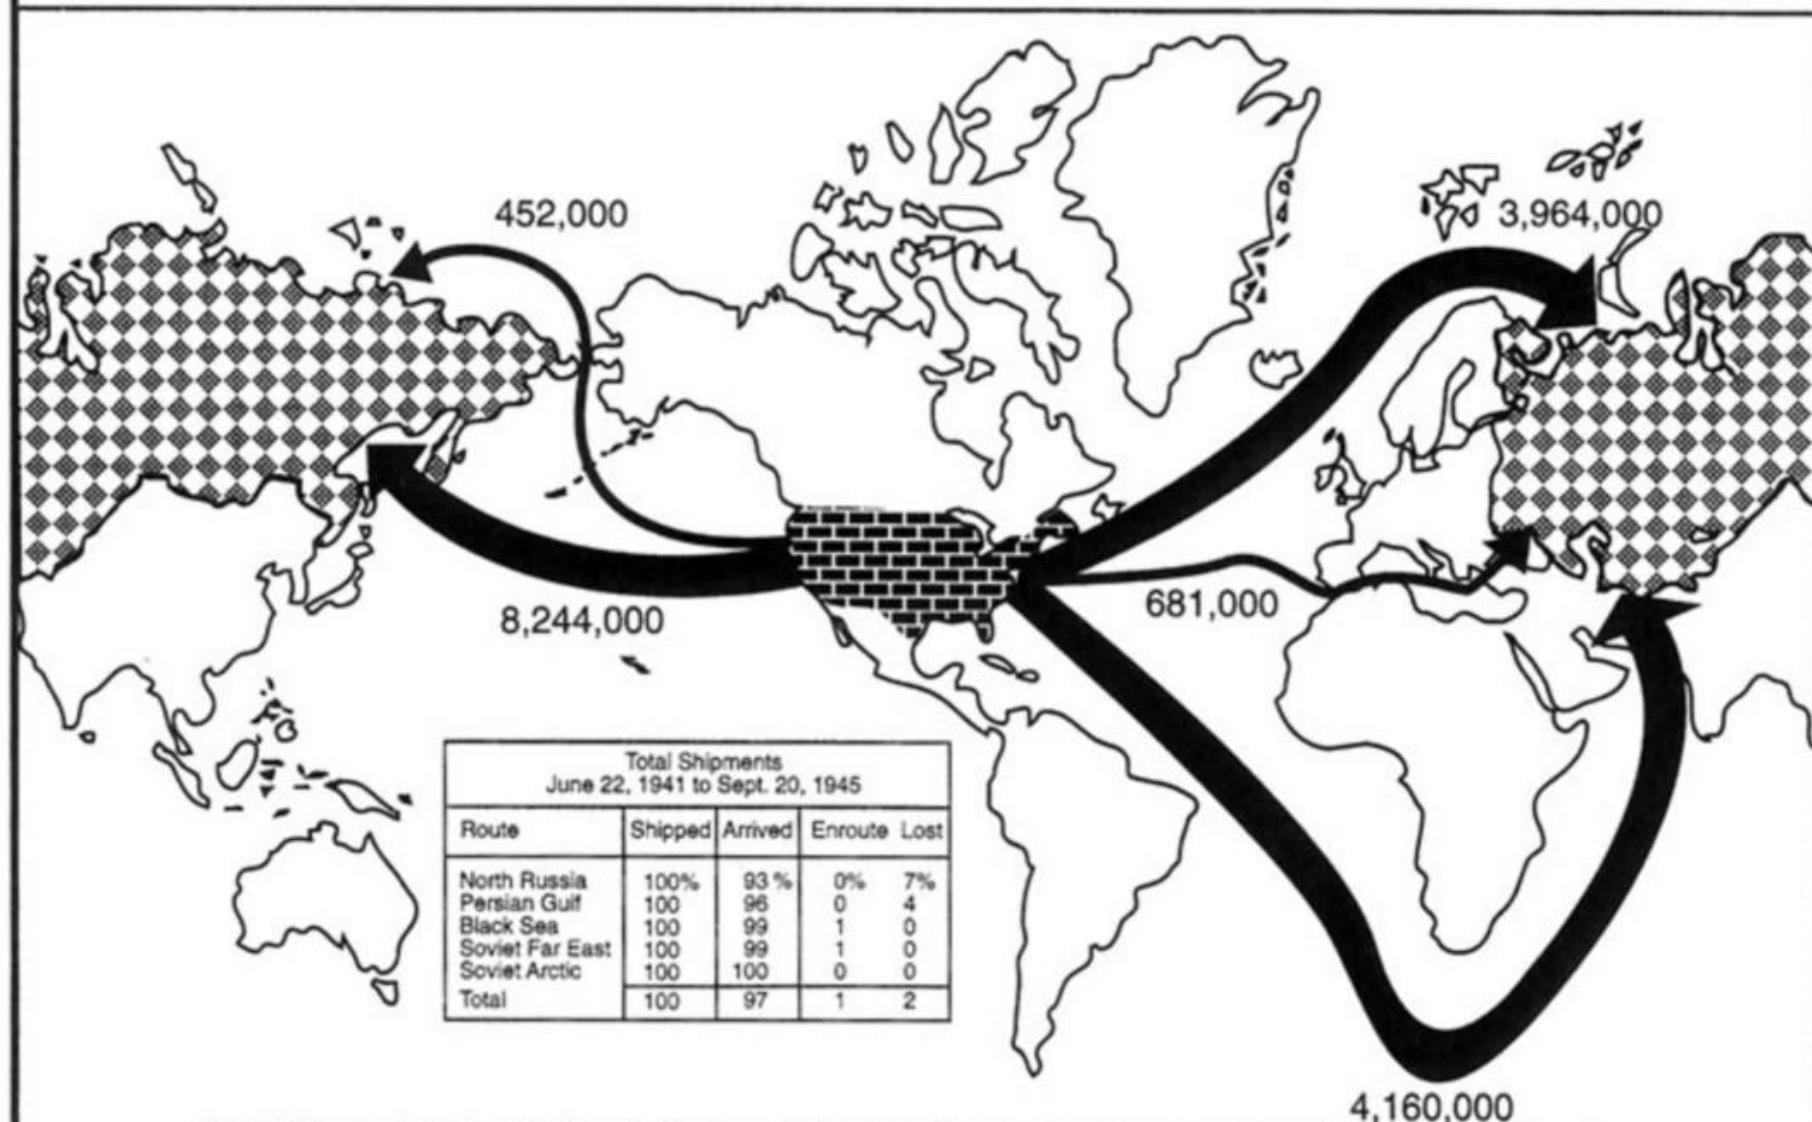 452,000
3,964,000
8,244,000
681,000
Total Shipments
June 22, 1941 to Sept. 20, 1945
Route Shipped Arrived Enroute Lost
North Russia 100% 93% 0% 7%
Persian Gulf 100 96 0 4
Black Sea 100 99 1 0
Soviet Far East 100 99 1 0
Soviet Arctic 100 100 0 0
Total 100 97 1 2
4,160,000